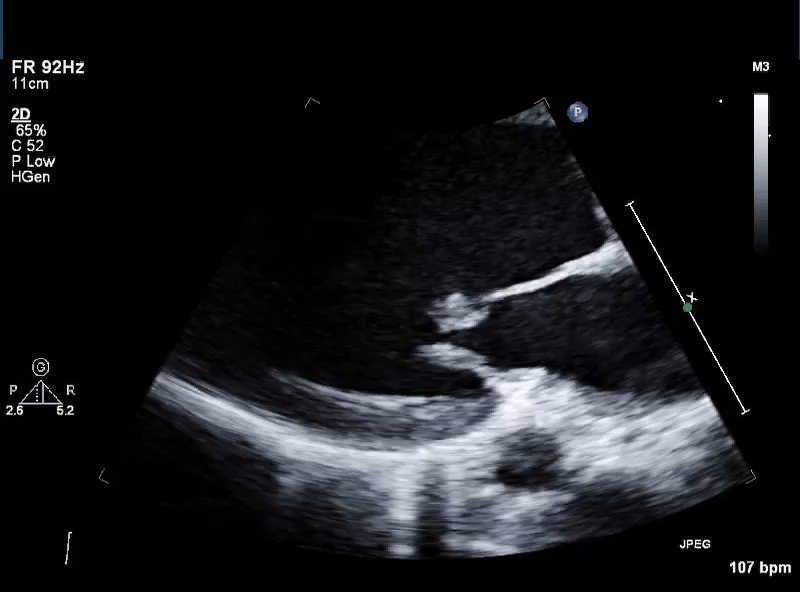 FR 92Hz
11cm
M3
P
2D
65%
C 52
P Low
HGen
G
P R
2.6 5.2
JPEG
107 bpm